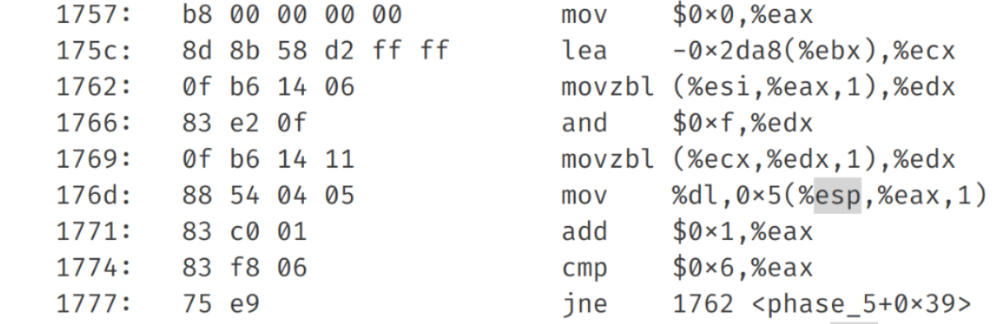 1757: b8 00 00 00 00 mov $0×0,%eax
175c: 8d 8b 58 d2 ff ff lea -0×2da8(%ebx),%ecx
1762: 0f b6 14 06 movzbl (%esi,%eax,1),%edx
1766: 83 e2 0f and $0×f,%edx
1769: 0f b6 14 11 movzbl (%ecx,%edx,1),%edx
176d: 88 54 04 05 mov %dl,0×5(%esp,%eax,1)
1771: 83 c0 01 add $0×1,%eax
1774: 83 f8 06 cmp $0×6,%eax
1777: 75 e9 jne 1762 <phase_5+0×39>